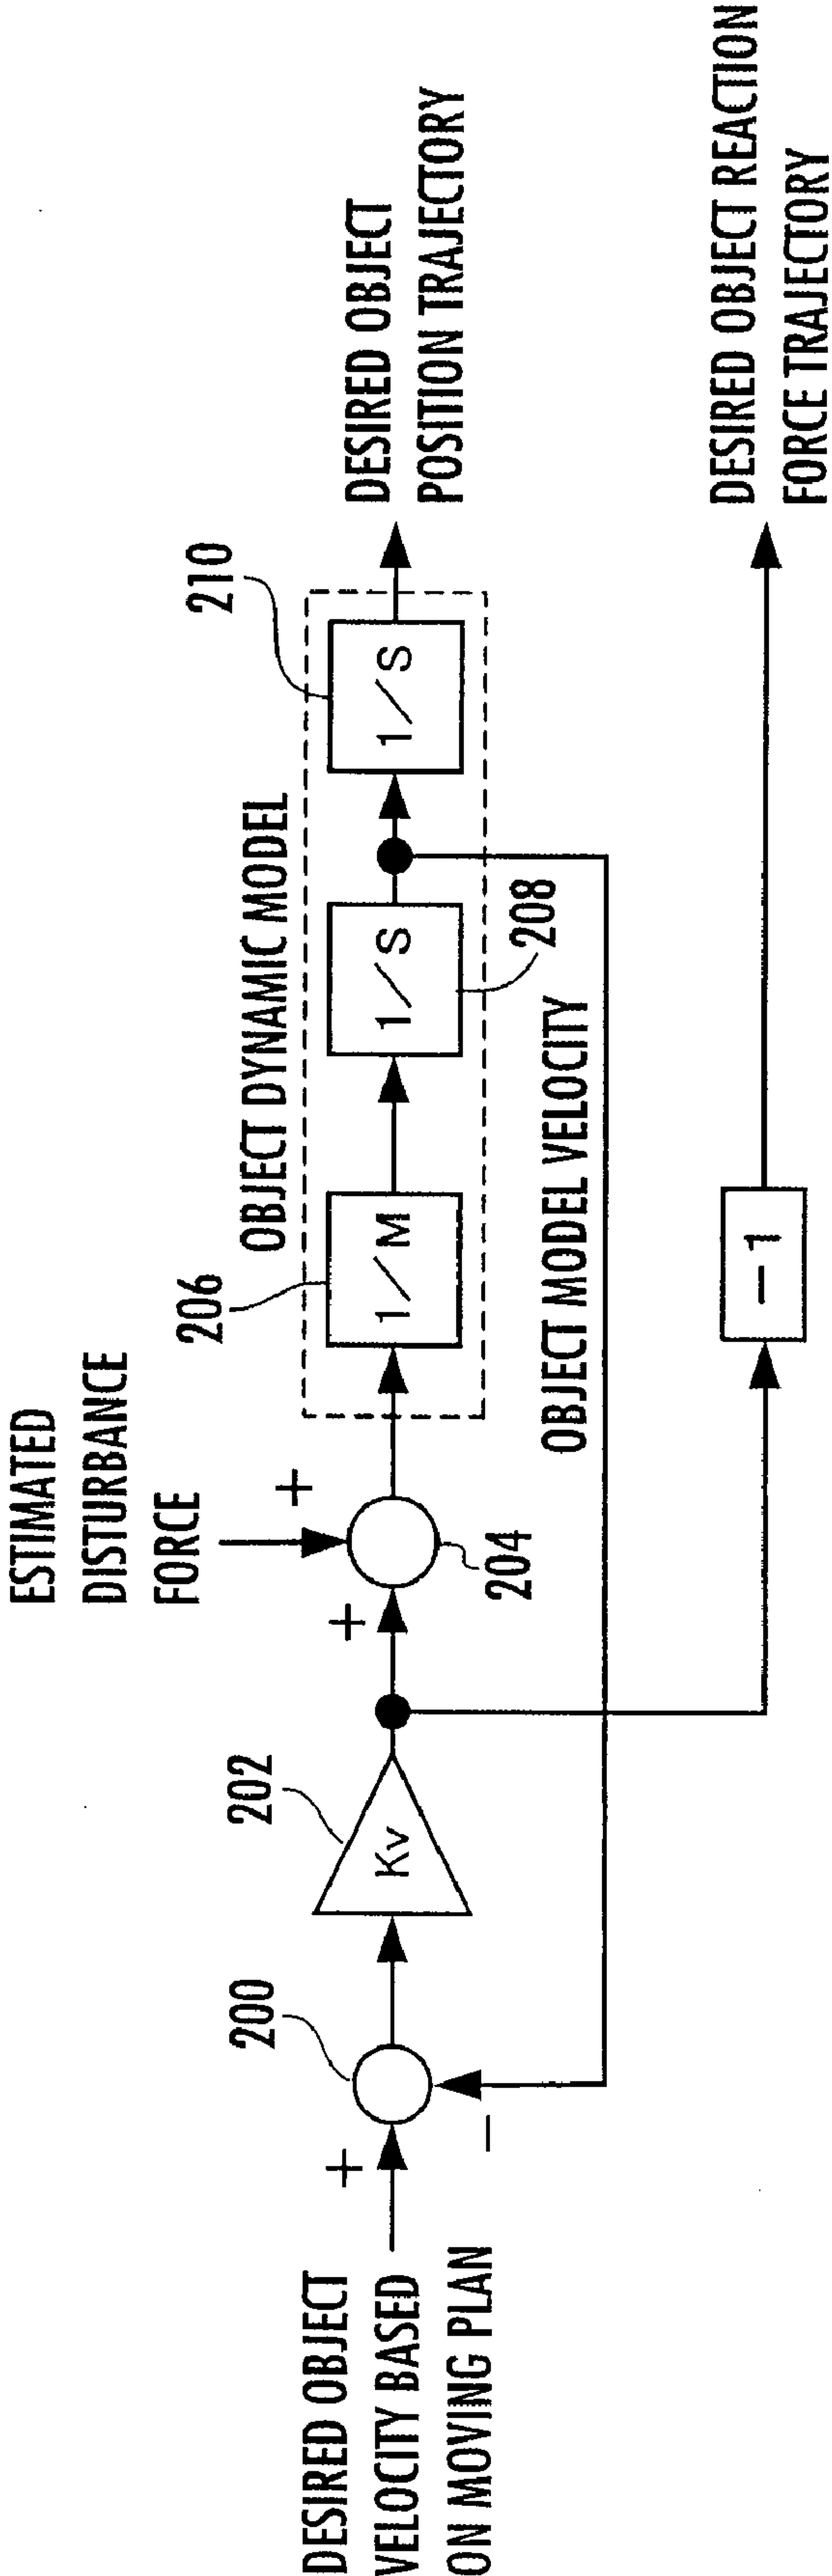 ESTIMATED
DISTURBANCE
FORCE
DESIRED OBJECT
VELOCITY BASED
ON MOVING PLAN
+
-
200
202
Kv
+
+
204
OBJECT DYNAMIC MODEL
206
1/M
1/S
208
210
1/S
OBJECT MODEL VELOCITY
DESIRED OBJECT
POSITION TRAJECTORY
-1
DESIRED OBJECT REACTION
FORCE TRAJECTORY